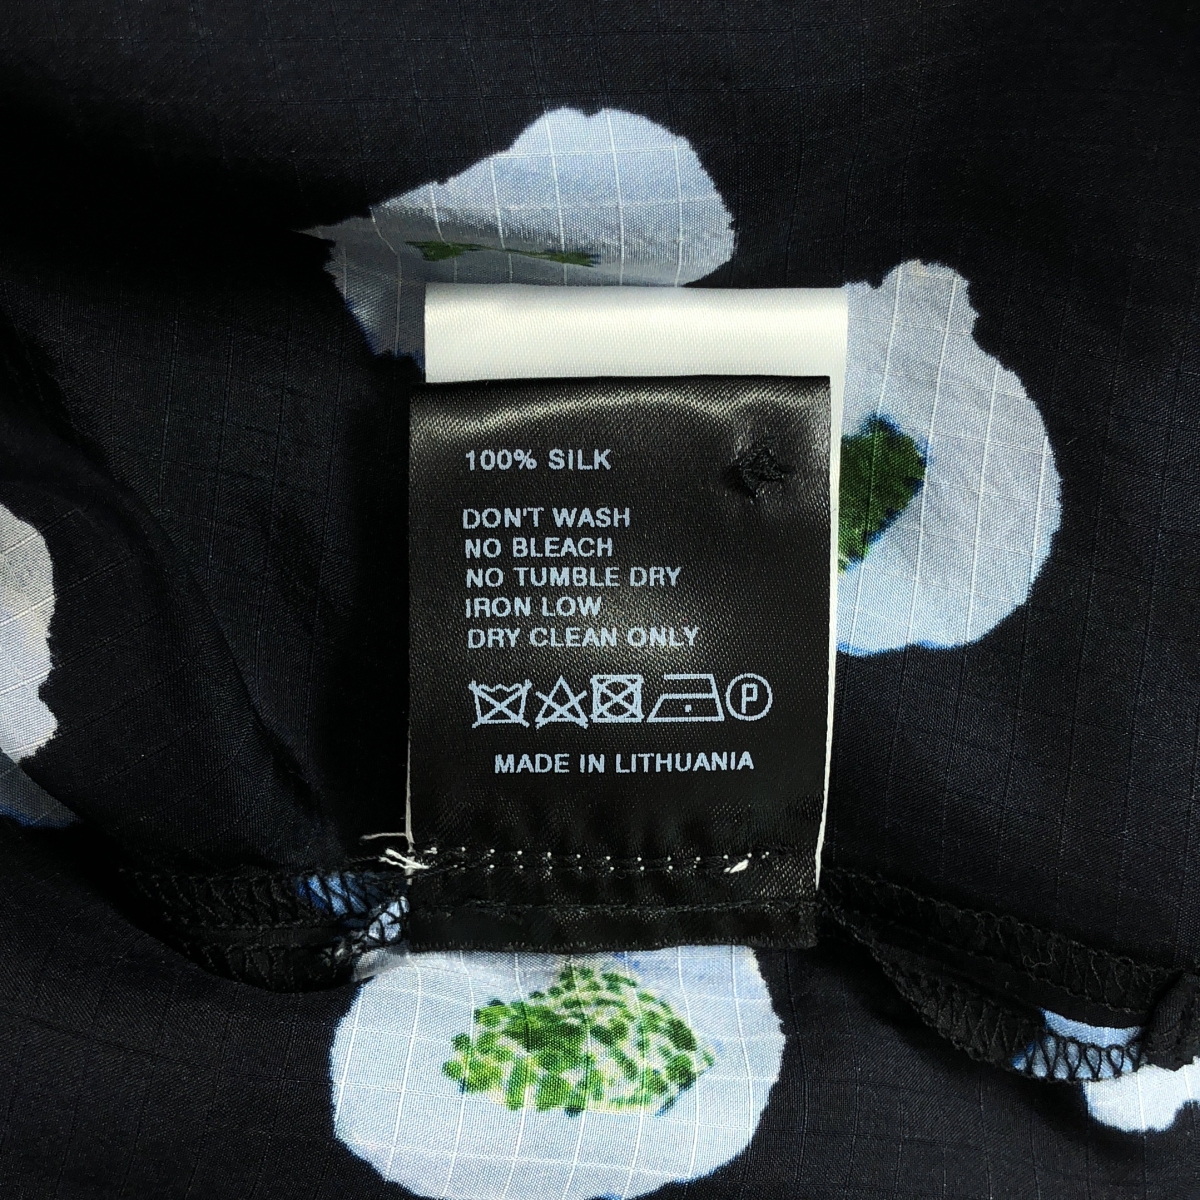 100% SILK
DON'T WASH
NO BLEACH
NO TUMBLE DRY
IRON LOW
DRY CLEAN ONLY
P
MADE IN LITHUANIA